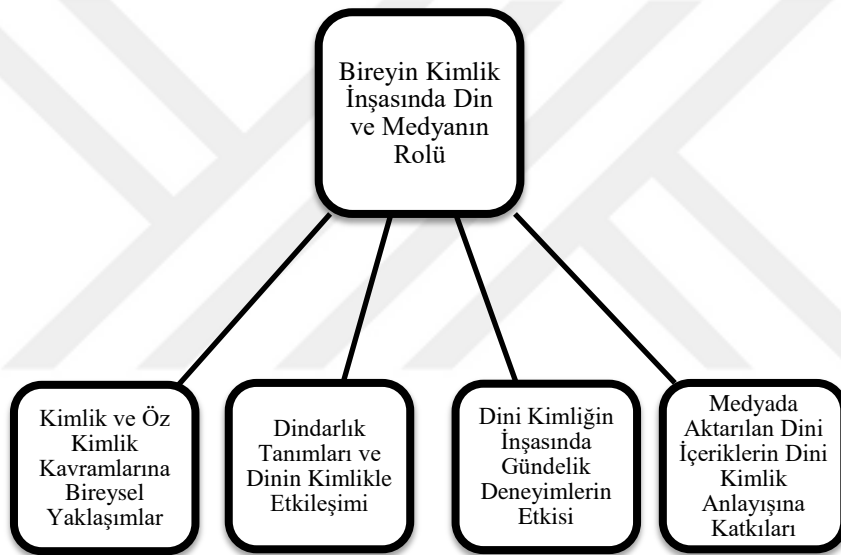 Bireyin Kimlik
İnşasında Din
ve Medyanın
Rolü
Kimlik ve Öz
Kimlik
Kavramlarına
Bireysel
Yaklaşımlar
Dindarlık
Tanımları ve
Dinin Kimlikle
Etkileşimi
Dini Kimliğin
İnşasında
Gündelik
Deneyimlerin
Etkisi
Medyada
Aktarılan Dini
İçeriklerin Dini
Kimlik
Anlayışına
Katkıları